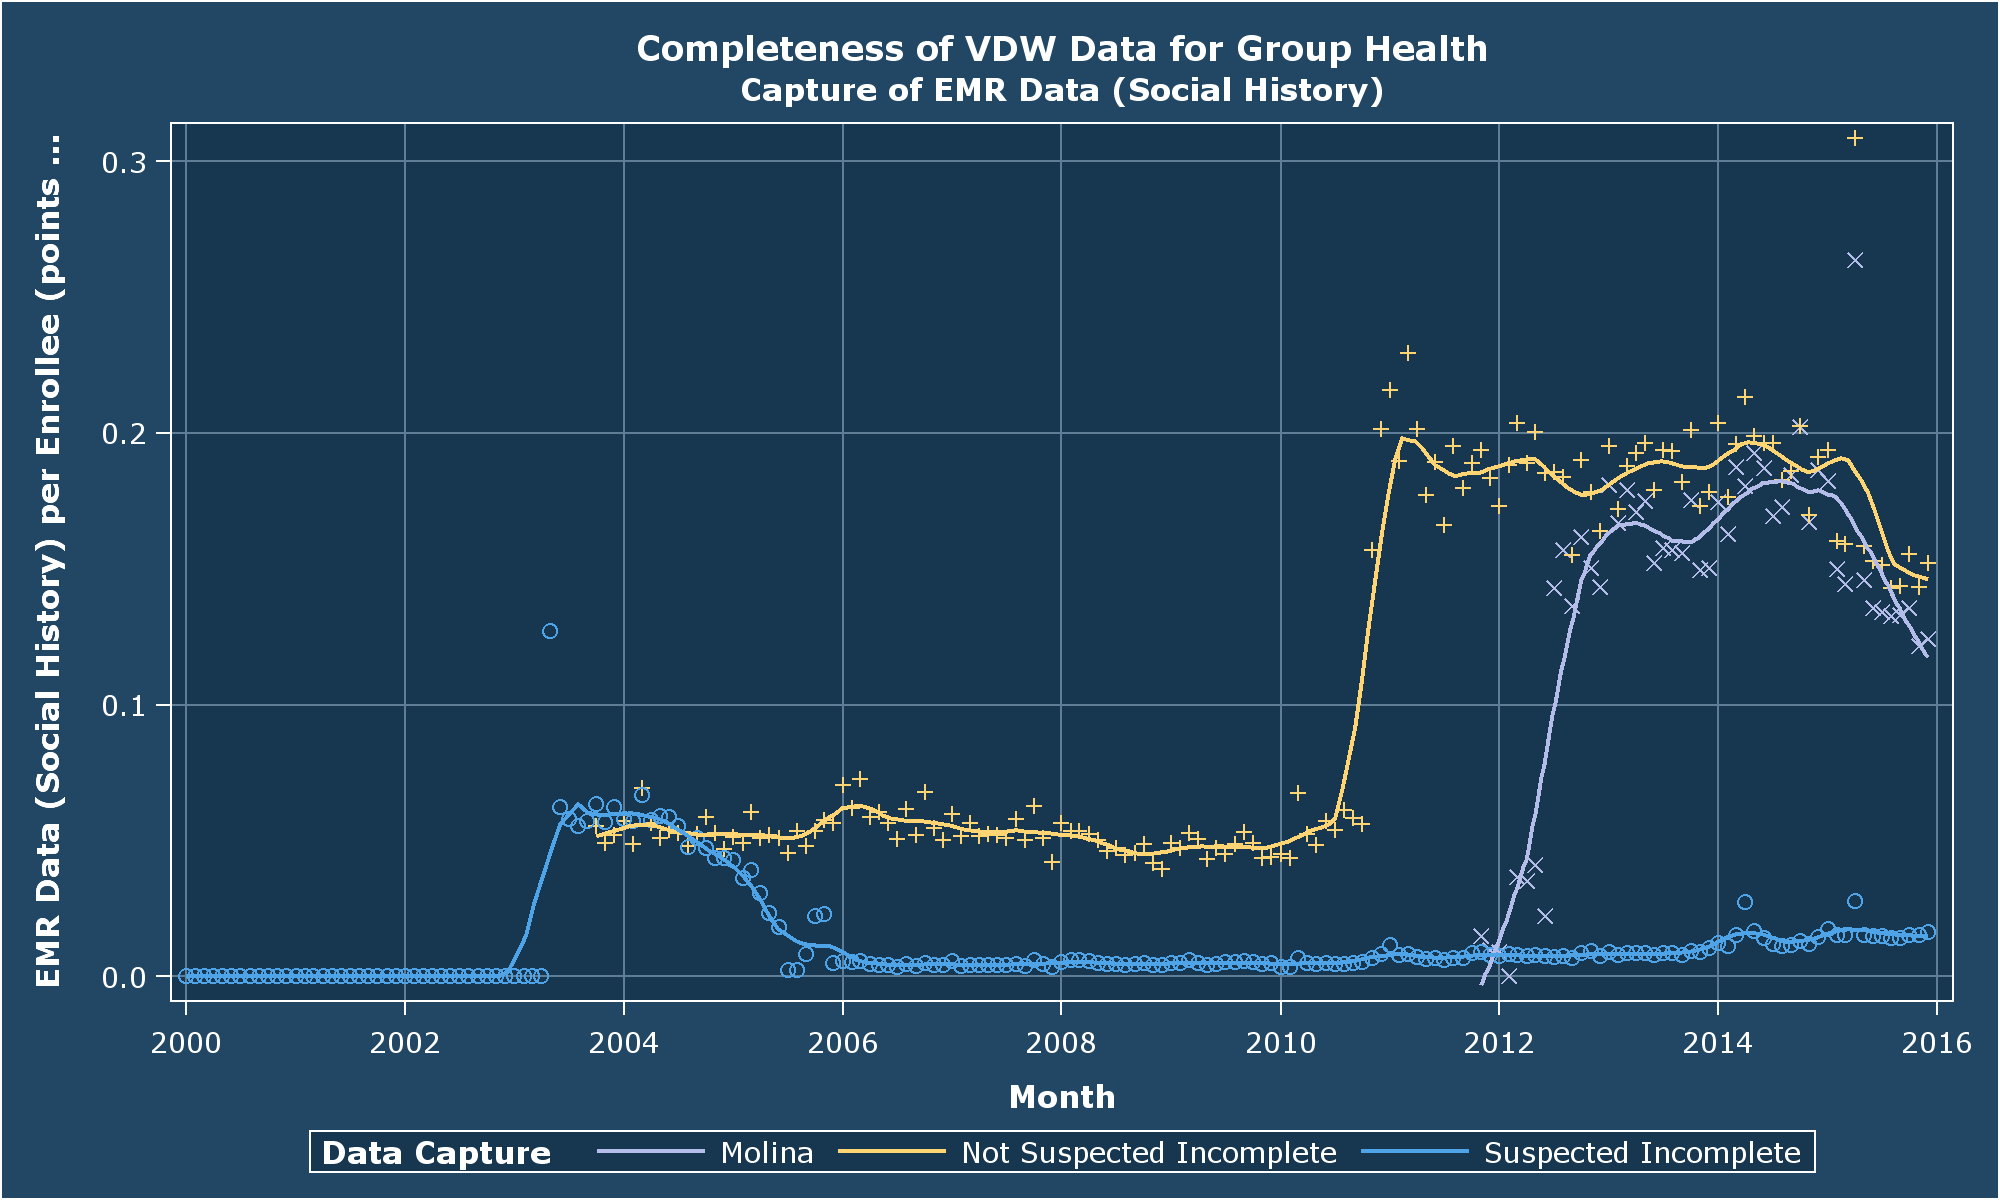 Completeness of VDW Data for Group Health
Capture of EMR Data (Social History)
EMR Data (Social History) per Enrollee (points ...
0.3
0.2
0.1
0.0
2000 2002 2004 2006 2008 2010 2012 2014 2016
Month
Data Capture Molina Not Suspected Incomplete Suspected Incomplete